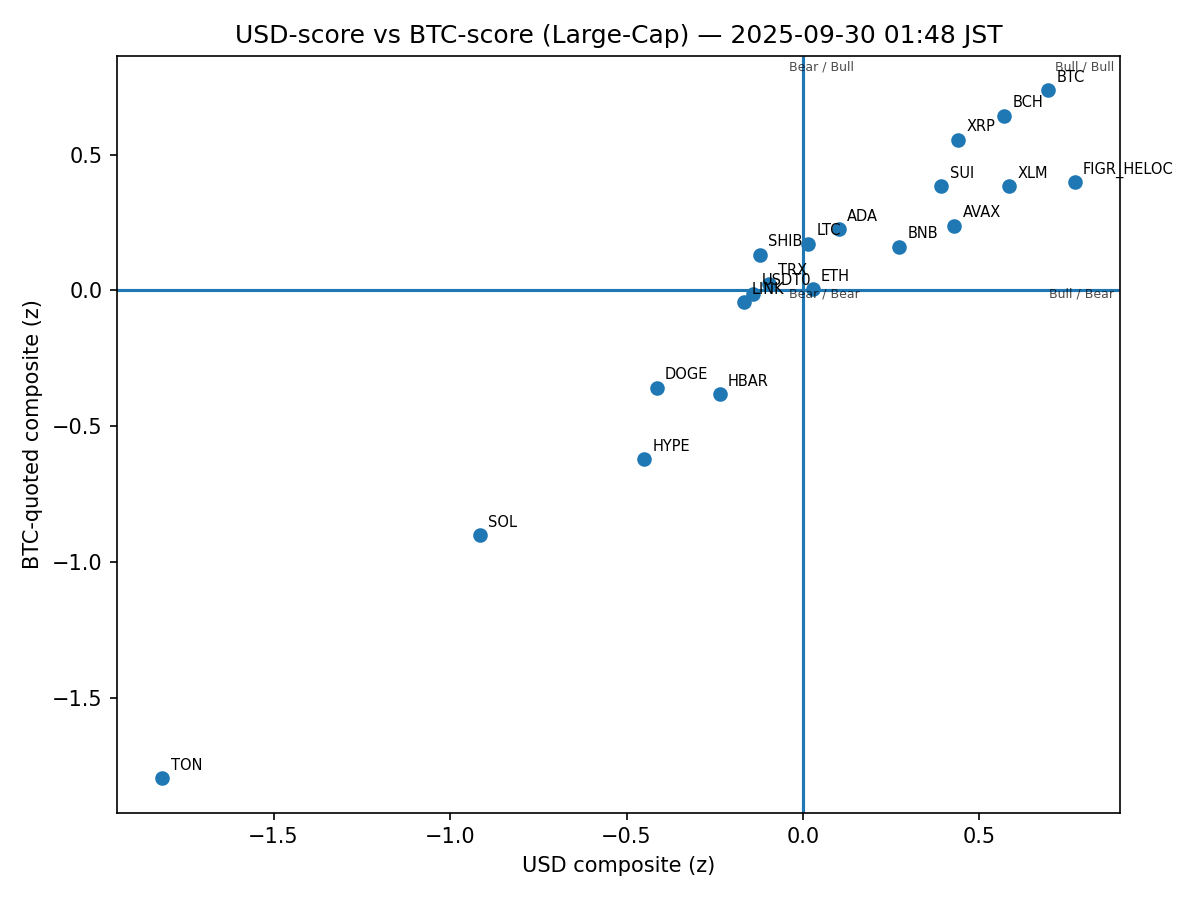 USD-score vs BTC-score (Large-Cap) — 2025-09-30 01:48 JST
Bear / Bull
Bull / Bull
BTC
BCH
XRP
FIGR_HELOC
SUI
XLM
AVAX
ADA
LTC
BNB
SHIB
TRX
ETH
USDT0
LINK
Bear / Bear
Bull / Bear
DOGE
HBAR
HYPE
SOL
TON
0.5
0.0
−0.5
−1.0
−1.5
BTC-quoted composite (z)
−1.5
−1.0
−0.5
0.0
0.5
USD composite (z)